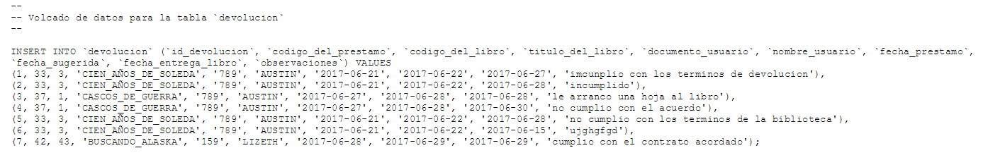 --
-- Volcado de datos para la tabla `devolucion`
--
INSERT INTO `devolucion` (`id_devolucion`, `codigo_del_prestamo`, `codigo_del_libro`, `titulo_del_libro`, `documento_usuario`, `nombre_usuario`, `fecha_prestamo`,
`fecha_sugerida`, `fecha_entrega_libro`, `observaciones`) VALUES
(1, 33, 3, 'CIEN_AÑOS_DE_SOLEDA', '789', 'AUSTIN', '2017-06-21', '2017-06-22', '2017-06-27', 'imcunplio con los terminos de devolucion'),
(2, 33, 3, 'CIEN_AÑOS_DE_SOLEDA', '789', 'AUSTIN', '2017-06-21', '2017-06-22', '2017-06-28', 'incumplido'),
(3, 37, 1, 'CASCOS_DE_GUERRA', '789', 'AUSTIN', '2017-06-27', '2017-06-28', '2017-06-28', 'le arranco una hoja al libro'),
(4, 37, 1, 'CASCOS_DE_GUERRA', '789', 'AUSTIN', '2017-06-27', '2017-06-28', '2017-06-30', 'no cumplio con el acuerdo'),
(5, 33, 3, 'CIEN_AÑOS_DE_SOLEDA', '789', 'AUSTIN', '2017-06-21', '2017-06-22', '2017-06-28', 'no cumplio con los terminos de la biblioteca'),
(6, 33, 3, 'CIEN_AÑOS_DE_SOLEDA', '789', 'AUSTIN', '2017-06-21', '2017-06-22', '2017-06-15', 'ujghgfgd'),
(7, 42, 43, 'BUSCANDO_ALASKA', '159', 'LIZETH', '2017-06-28', '2017-06-29', '2017-06-29', 'cumplio con el contrato acordado');